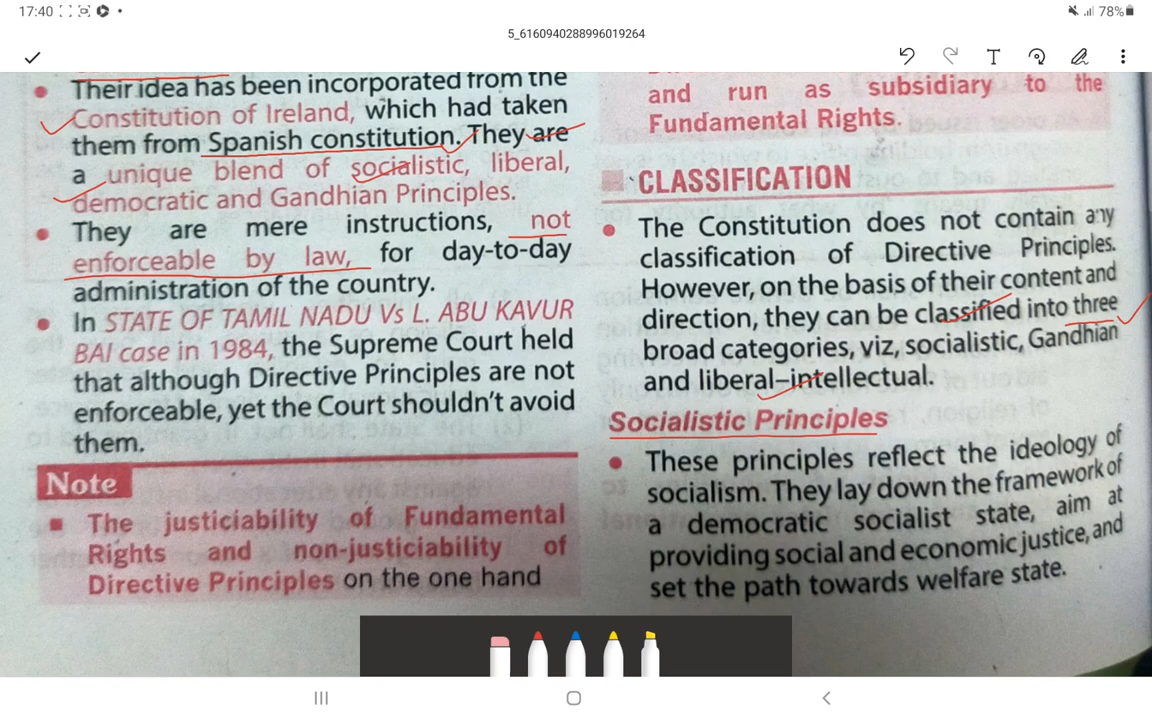 17:40
78%
5_6160940288996019264
T
Their idea has been incorporated from the
Constitution of Ireland, which had taken
them from Spanish constitution. They are
a unique blend of socialistic, liberal,
democratic and Gandhian Principles.
They are mere instructions, not
enforceable by law, for day-to-day
administration of the country.
In STATE OF TAMIL NADU Vs L. ABU KAVUR
BAI case in 1984, the Supreme Court held
that although Directive Principles are not
enforceable, yet the Court shouldn't avoid
them.
Note
The justiciability of Fundamental
Rights and non-justiciability of
Directive Principles on the one hand
and run as subsidiary to the
Fundamental Rights.
CLASSIFICATION
The Constitution does not contain any
classification of Directive Principles.
However, on the basis of their content and
direction, they can be classified into three
broad categories, viz, socialistic, Gandhian
and liberal–intellectual.
Socialistic Principles
These principles reflect the ideology of
socialism. They lay down the framework of
a democratic socialist state, aim at
providing social and economic justice, and
set the path towards welfare state.